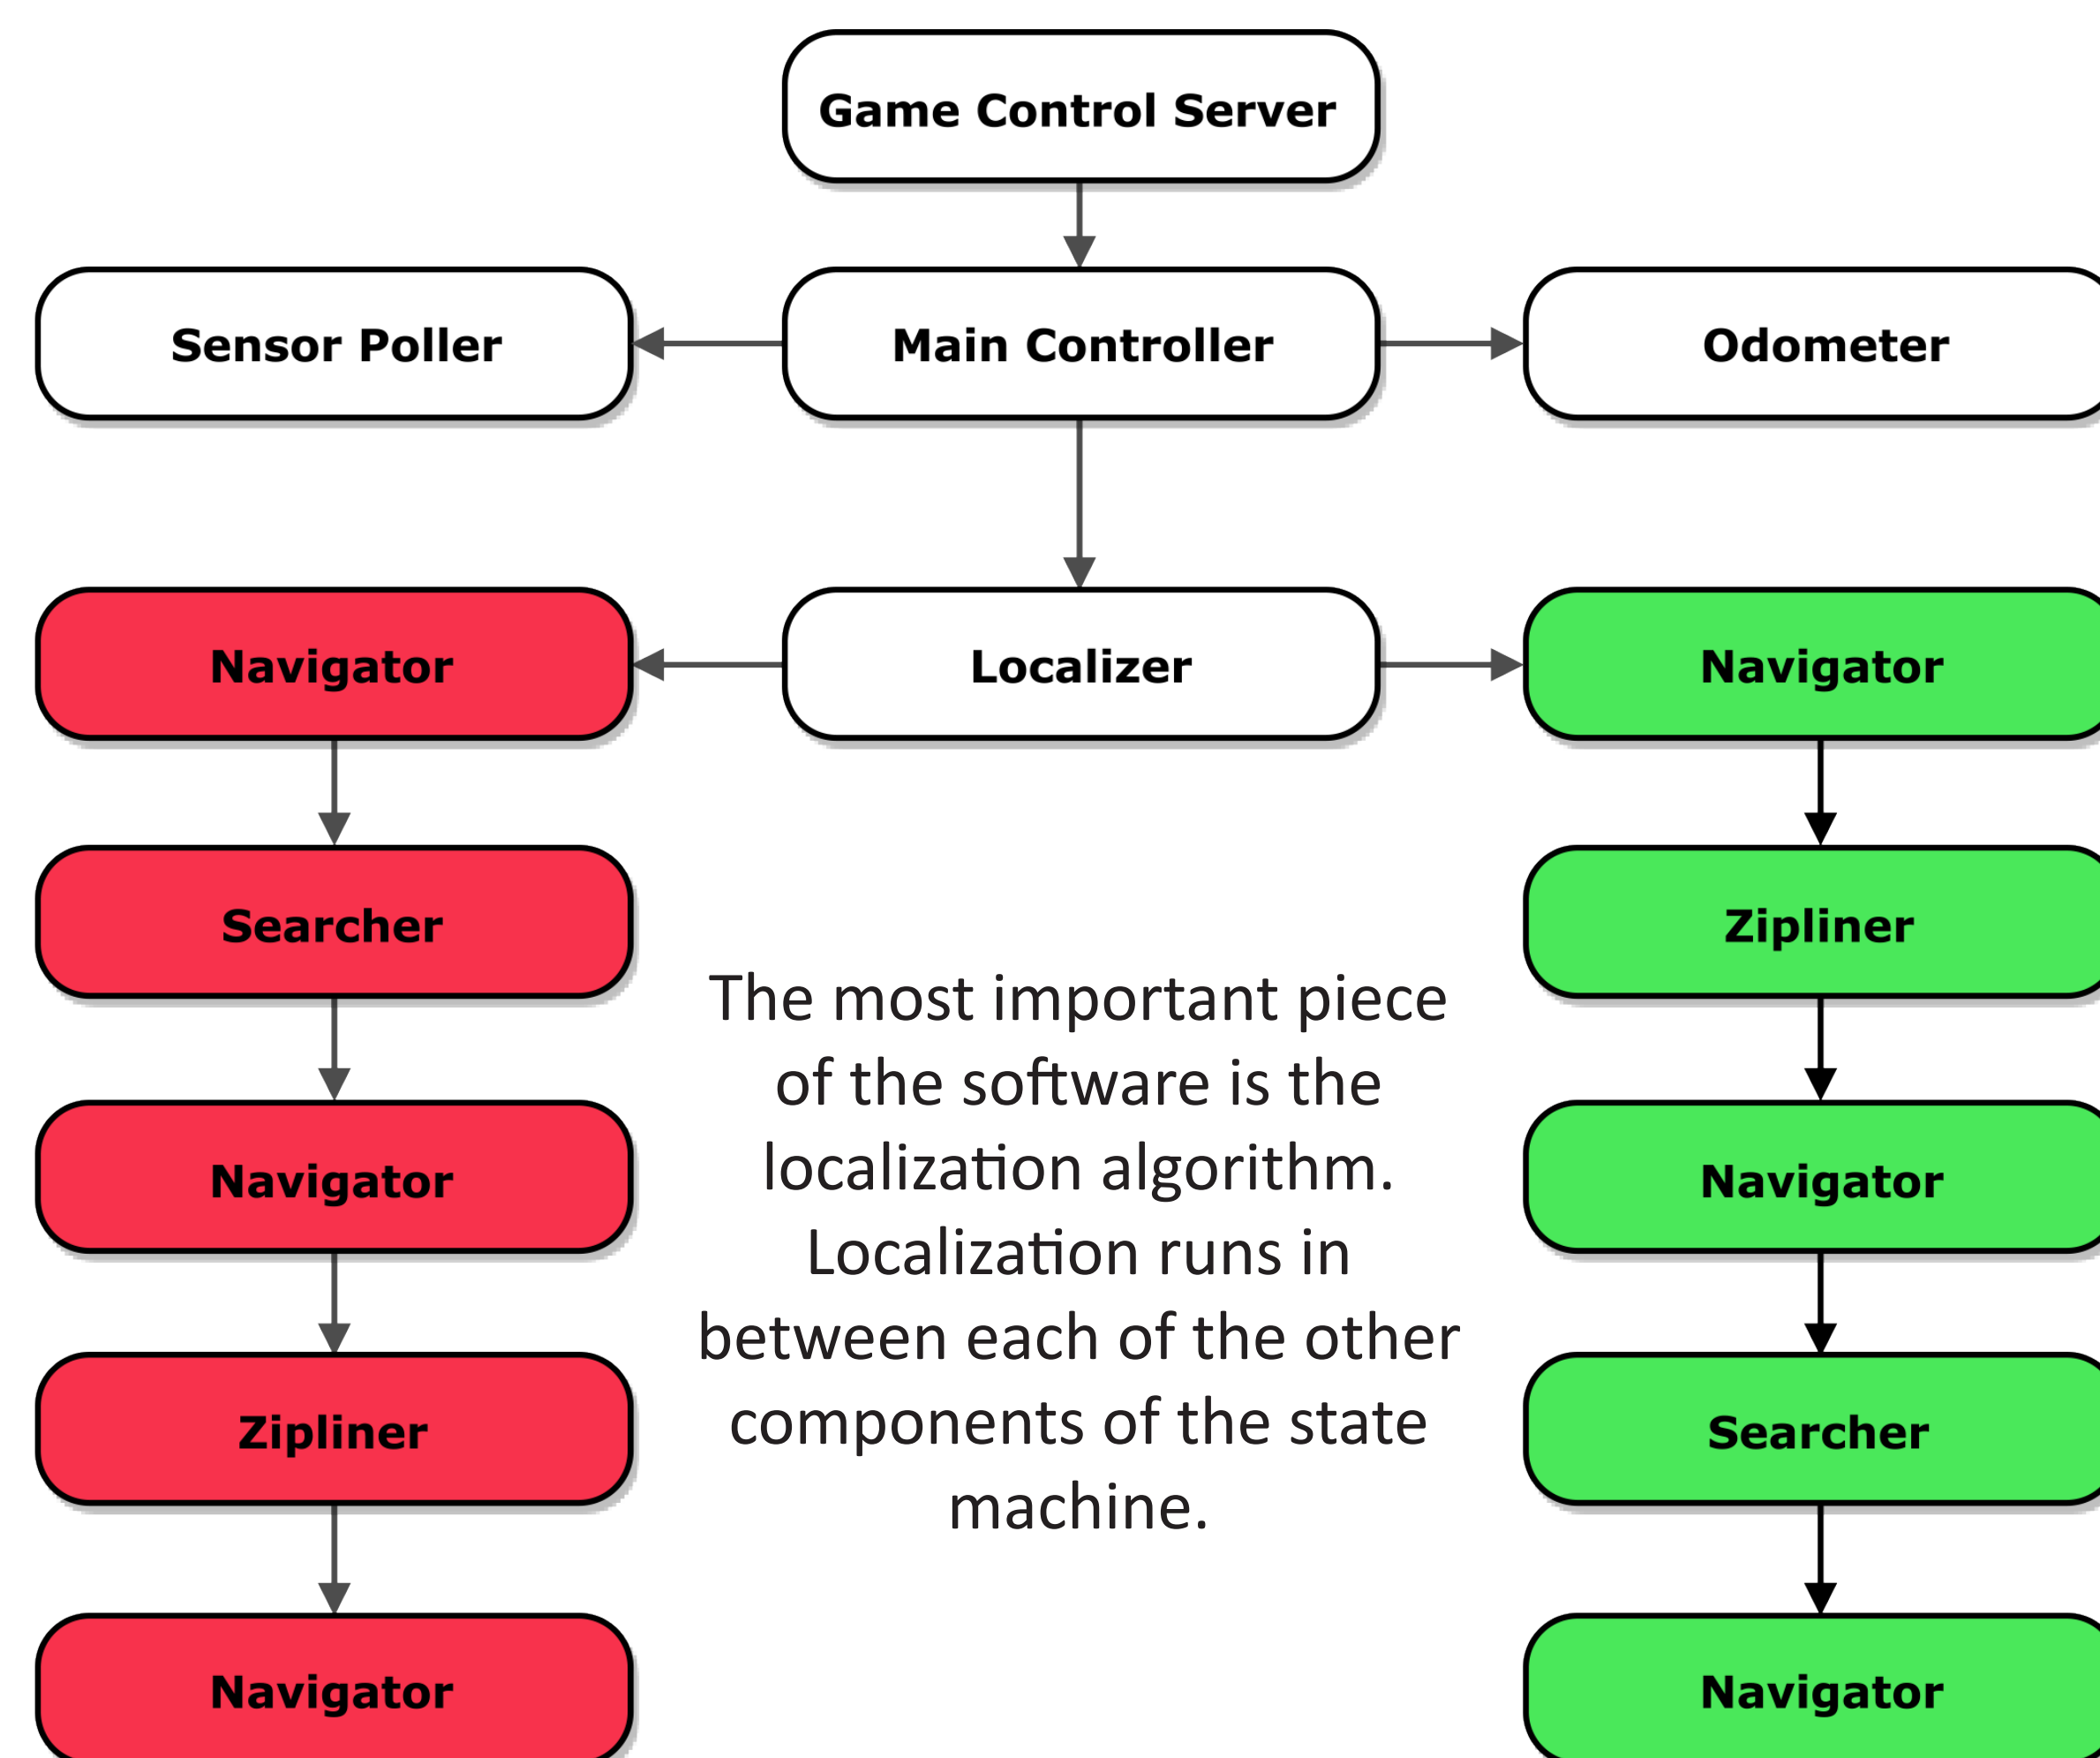 Game Control Server
Sensor Poller
Main Controller
Odometer
Navigator
Localizer
Navigator
Searcher
Zipliner
The most important piece
of the software is the
localization algorithm.
Localization runs in
between each of the other
components of the state
machine.
Navigator
Navigator
Zipliner
Searcher
Navigator
Navigator